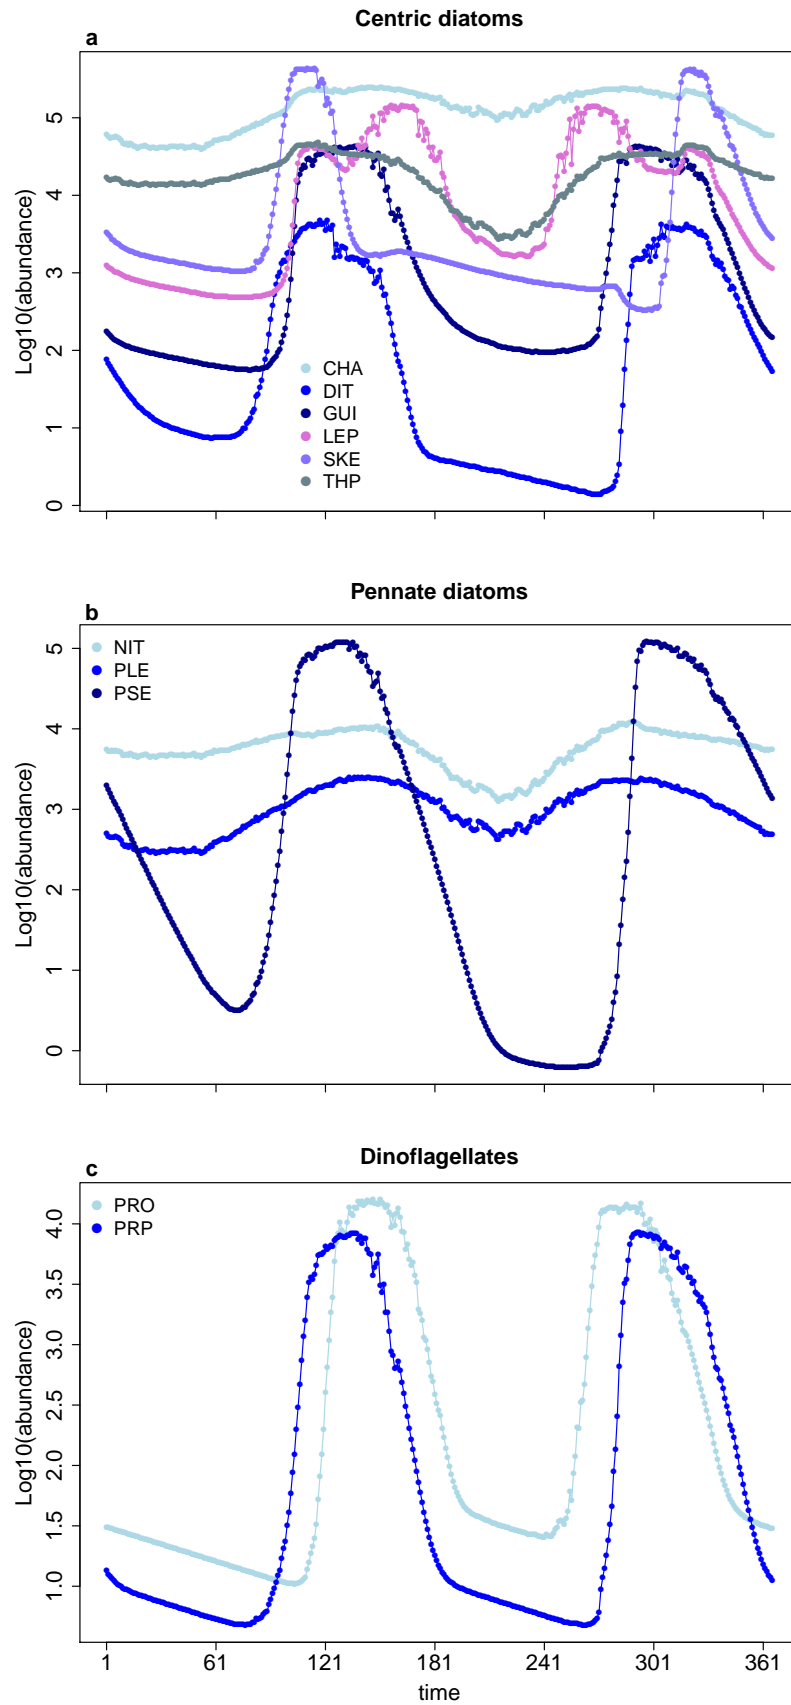 Centric diatoms
a
Log10(abundance)
5
4
3
2
1
0
CHA
DIT
GUI
LEP
SKE
THP
Pennate diatoms
b
Log10(abundance)
5
4
3
2
1
0
NIT
PLE
PSE
Dinoflagellates
c
Log10(abundance)
4.0
3.5
3.0
2.5
2.0
1.5
1.0
PRO
PRP
1 61 121 181 241 301 361
time